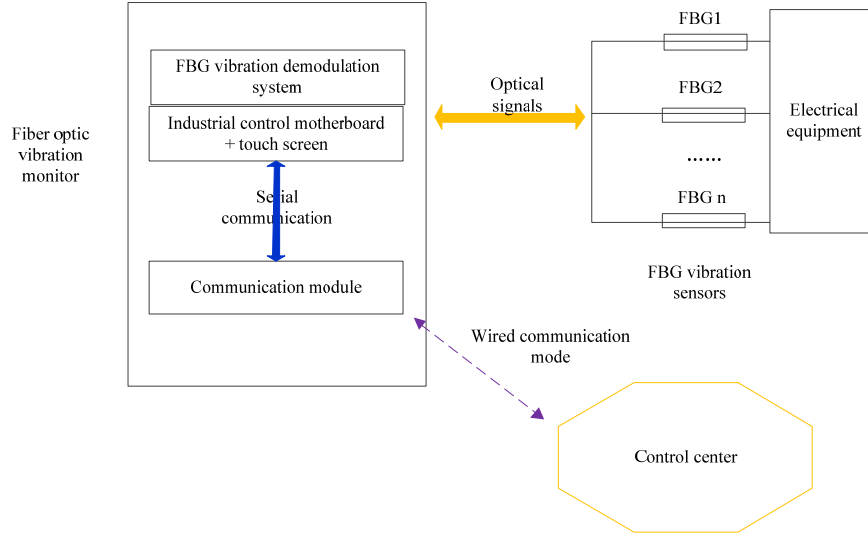 FBG vibration demodulation
system
Industrial control motherboard
+ touch screen
Fiber optic
vibration
monitor
Serial
communication
Communication module
Optical
signals
FBG1
FBG2
……
FBG n
Electrical
equipment
FBG vibration
sensors
Wired communication
mode
Control center